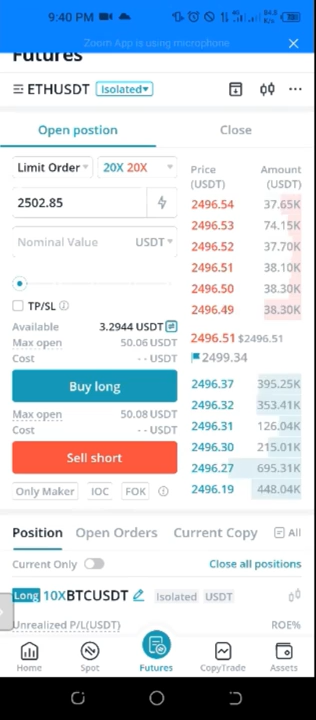 9:40 PM
Zoom App is using microphone
Futures
ETHUSDT Isolated
Open postion Close
Limit Order 20X 20X
2502.85
Nominal Value USDT
TP/SL
Available 3.2944 USDT
Max open 50.06 USDT
Cost -- USDT
Buy long
Max open 50.08 USDT
Cost -- USDT
Sell short
Only Maker IOC FOK
Price (USDT) Amount (USDT)
2496.54 37.65K
2496.53 74.15K
2496.52 37.70K
2496.51 38.10K
2496.50 38.30K
2496.49 38.30K
2496.51 $2496.51
2499.34
2496.37 395.25K
2496.32 353.41K
2496.31 126.04K
2496.30 215.01K
2496.27 695.31K
2496.19 448.04K
Position Open Orders Current Copy All
Current Only Close all positions
Long 10XBTCUSDT Isolated USDT
Unrealized P/L(USDT) ROE%
Home Spot Futures CopyTrade Assets